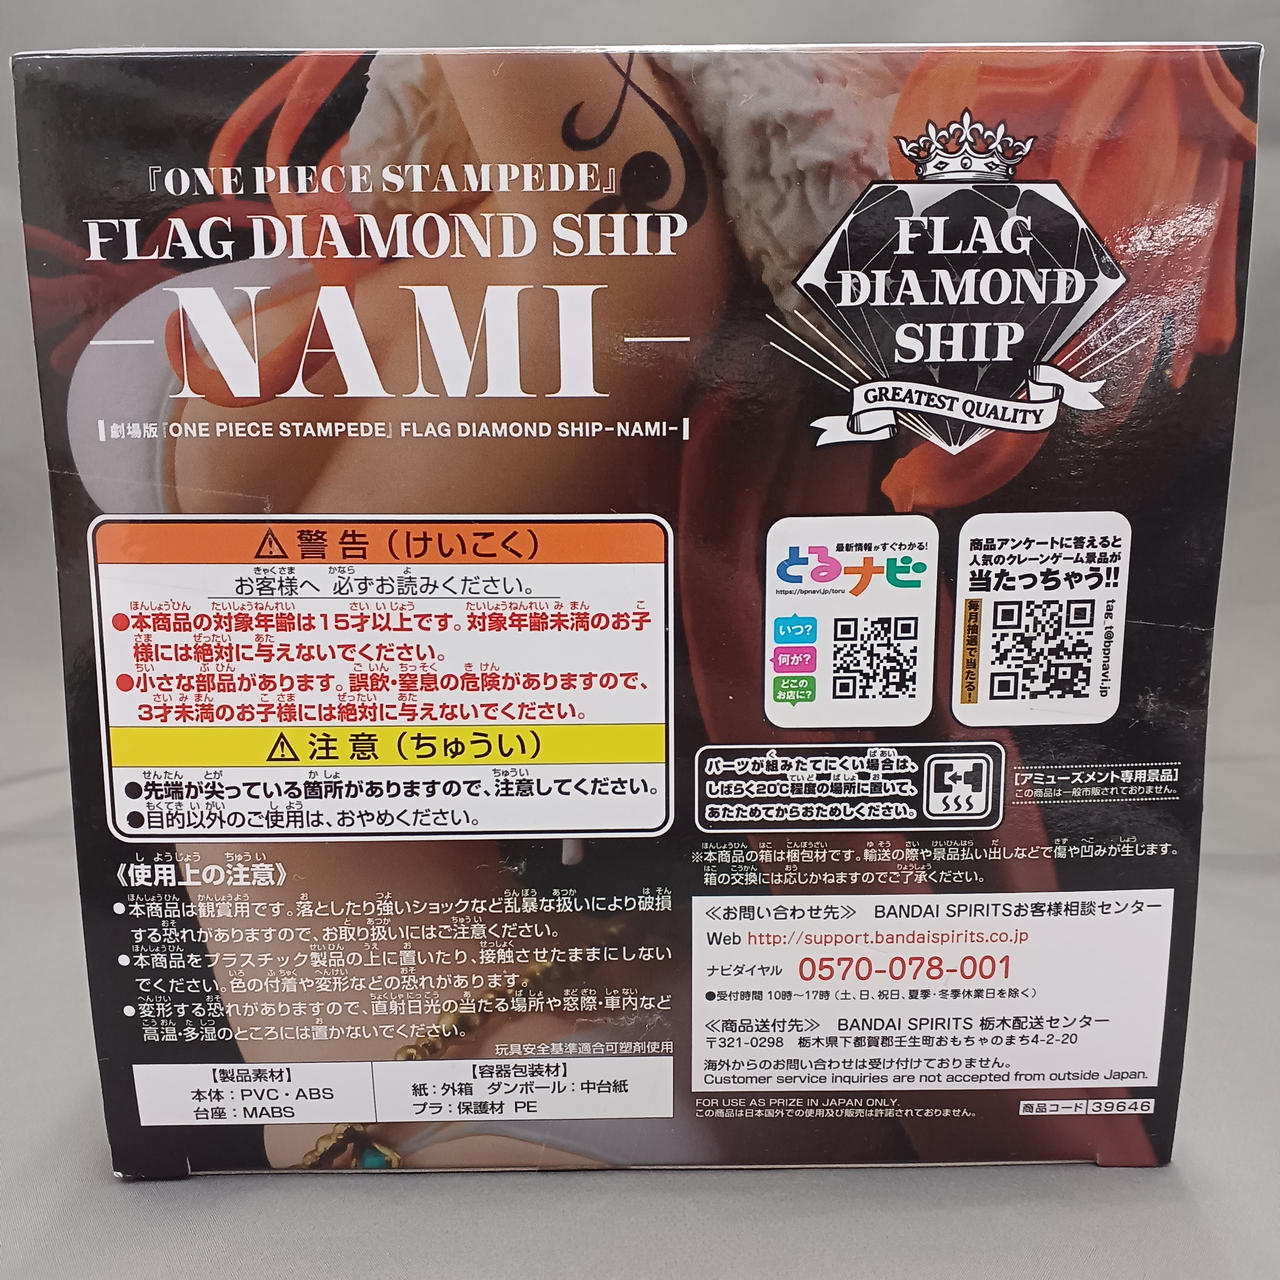 『ONE PIECE STAMPEDE』
FLAG DIAMOND SHIP
NAMI
劇場版『ONE PIECE STAMPEDE』 FLAG DIAMOND SHIP-NAMI-
FLAG
DIAMOND
SHIP
GREATEST QUALITY
警告（けいこく）
お客様へ 必ずお読みください。
●本商品の対象年齢は15才以上です。対象年齢未満のお子
様には絶対に与えないでください。
●小さな部品があります。誤飲・窒息の危険がありますので、
3才未満のお子様には絶対に与えないでください。
注意（ちゅうい）
●先端が尖っている箇所がありますので、注意してください。
●目的以外のご使用は、おやめください。
最新情報がすぐわかる!
とるナビ
https://bpnavi.jp/toru
いつ?
何が?
どこの
お店に?
商品アンケートに答えると
人気のクレーンゲーム景品が
当たっちゃう!!
毎月抽選で当たる!
tag_t@bpnavi.jp
パーツが組みたてにくい場合は、
しばらく20℃程度の場所に置いて、
あたためてからおためしください。
【アミューズメント専用景品】
この商品は一般市販されておりません。
※本商品の箱は梱包材です。輸送の際や景品払い出しなどで傷や凹みが生じます。
箱の交換には応じかねますのでご了承ください。
《使用上の注意》
●本商品は観賞用です。落としたり強いショックなど乱暴な扱いにより破損
する恐れがありますので、お取り扱いにはご注意ください。
●本商品をプラスチック製品の上に置いたり、接触させたままにしない
でください。色の付着や変形などの恐れがあります。
●変形する恐れがありますので、直射日光の当たる場所や窓際・車内など
高温・多湿のところには置かないでください。
玩具安全基準適合可塑剤使用
【製品素材】
本体：PVC・ABS
台座：MABS
【容器包装材】
紙：外箱 ダンボール：中台紙
プラ：保護材 PE
≪お問い合わせ先≫ BANDAI SPIRITSお客様相談センター
Web http://support.bandaispirits.co.jp
ナビダイヤル 0570-078-001
●受付時間 10時～17時（土、日、祝日、夏季・冬季休業日を除く）
≪商品送付先≫ BANDAI SPIRITS 栃木配送センター
〒321-0298 栃木県下都賀郡壬生町おもちゃのまち4-2-20
海外からのお問い合わせは受け付けておりません。
Customer service inquiries are not accepted from outside Japan.
FOR USE AS PRIZE IN JAPAN ONLY.
この商品は日本国外での使用及び販売は許諾されておりません。
商品コード 39646